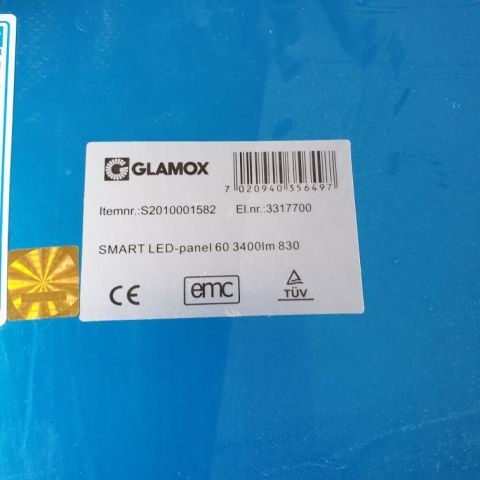 GLAMOX
7 020940 356497
Itemnr.:S2010001582 El.nr.:3317700
SMART LED-panel 60 3400lm 830
CE emc TÜV